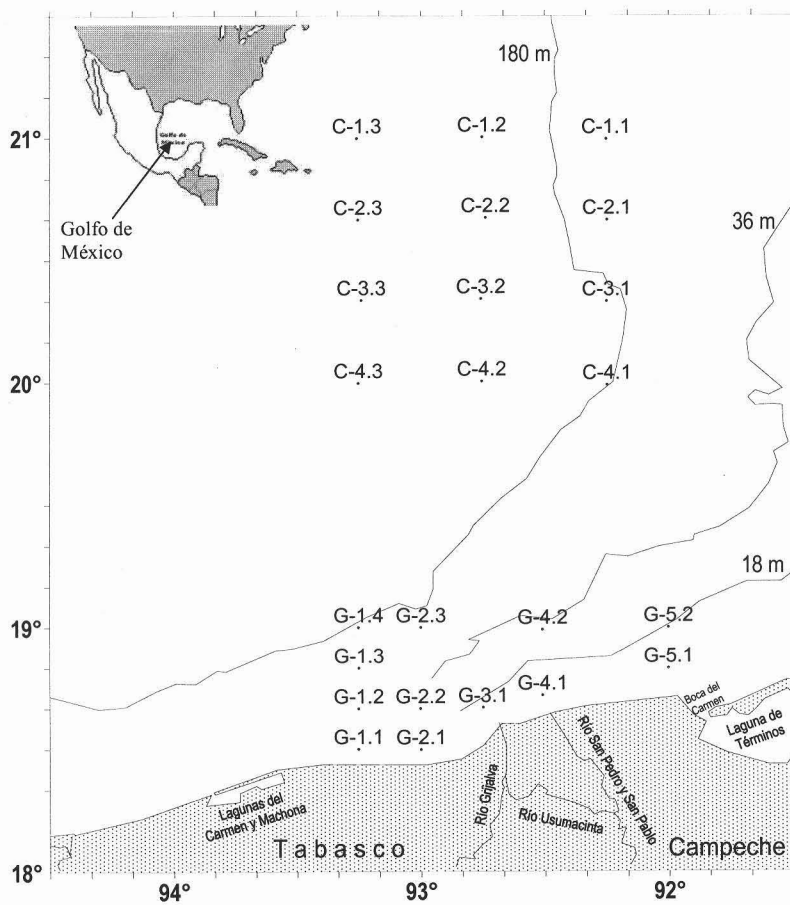 180 m
Golfo de
México
C-1.3 C-1.2 C-1.1
21°
C-2.3 C-2.2 C-2.1
36 m
Golfo de
México
C-3.3 C-3.2 C-3.1
C-4.3 C-4.2 C-4.1
20°
18 m
G-1.4 G-2.3 G-4.2 G-5.2
19°
G-1.3 G-5.1
G-1.2 G-2.2 G-3.1 G-4.1
Boca del
Carmen
Laguna de
Términos
G-1.1 G-2.1
Río San Pedro y San Pablo
Río Grijalva
Lagunas del
Carmen y Machona
Río Usumacinta
Tabasco Campeche
18°
94° 93° 92°